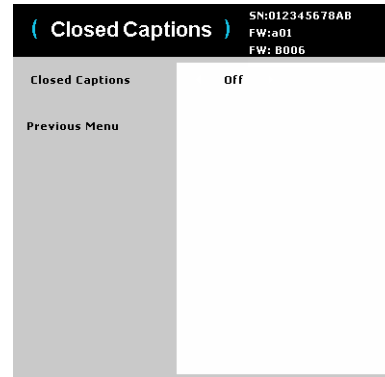 ( Closed Captions )
SN:012345678AB
FW:a01
FW: B006
Closed Captions Off
Previous Menu